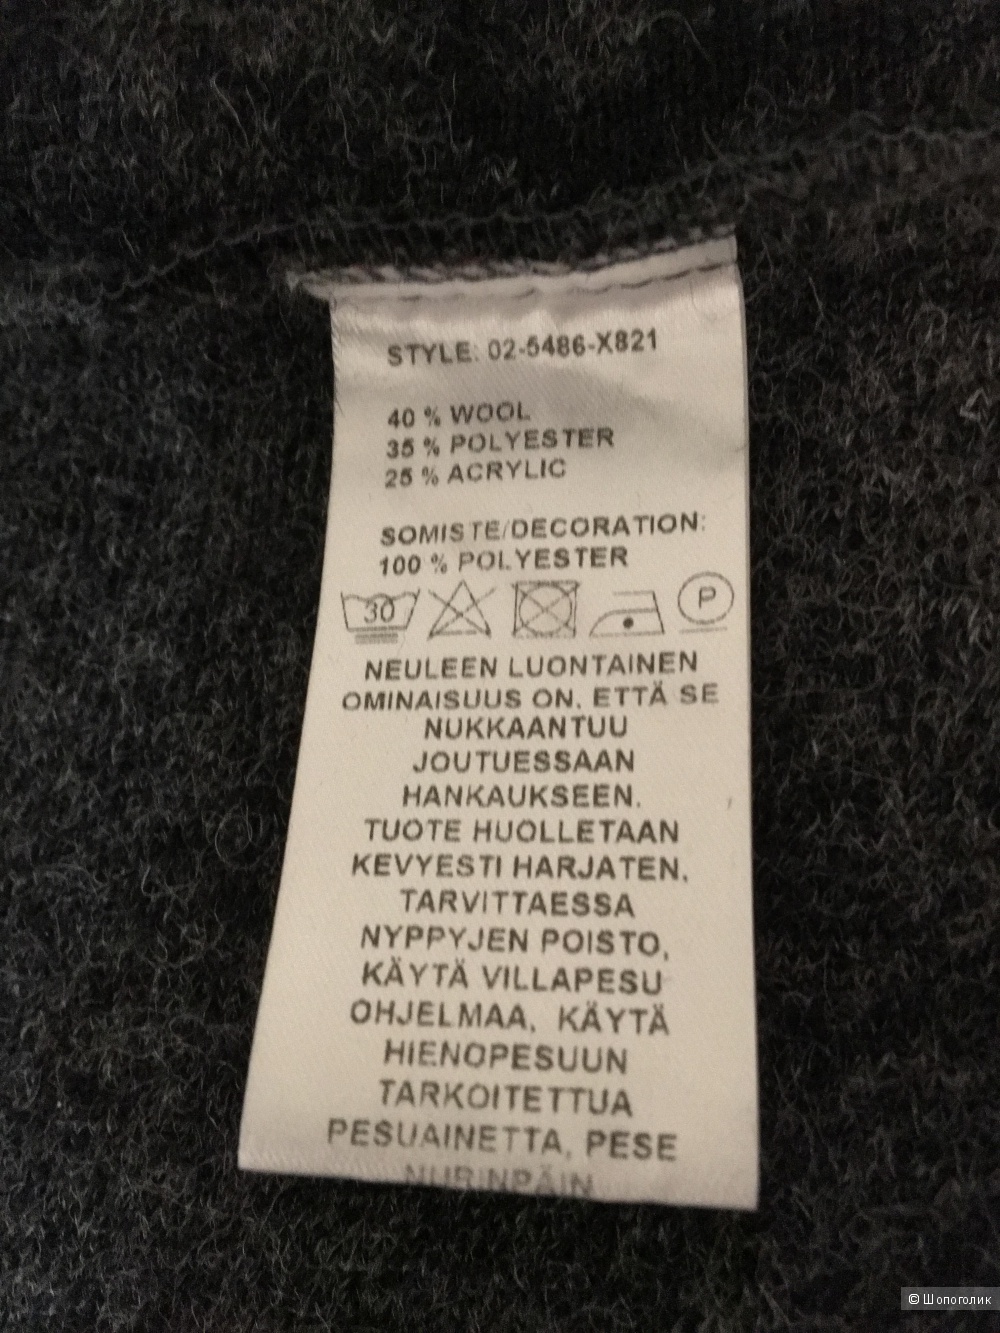 STYLE: 02-5486-X821
40 % WOOL
35 % POLYESTER
25 % ACRYLIC
SOMISTE/DECORATION:
100 % POLYESTER
30
P
NEULEEN LUONTAINEN
OMINAISUUS ON, ETTÄ SE
NUKKAANTUU
JOUTUESSAAN
HANKAUKSEEN.
TUOTE HUOLLETAAN
KEVYESTI HARJATEN,
TARVITTAESSA
NYPPYJEN POISTO,
KÄYTÄ VILLAPESU
OHJELMAA, KÄYTÄ
HIENOPESUUN
TARKOITETTUA
PESUAINETTA, PESE
NURINPÄIN
© Шопоголик